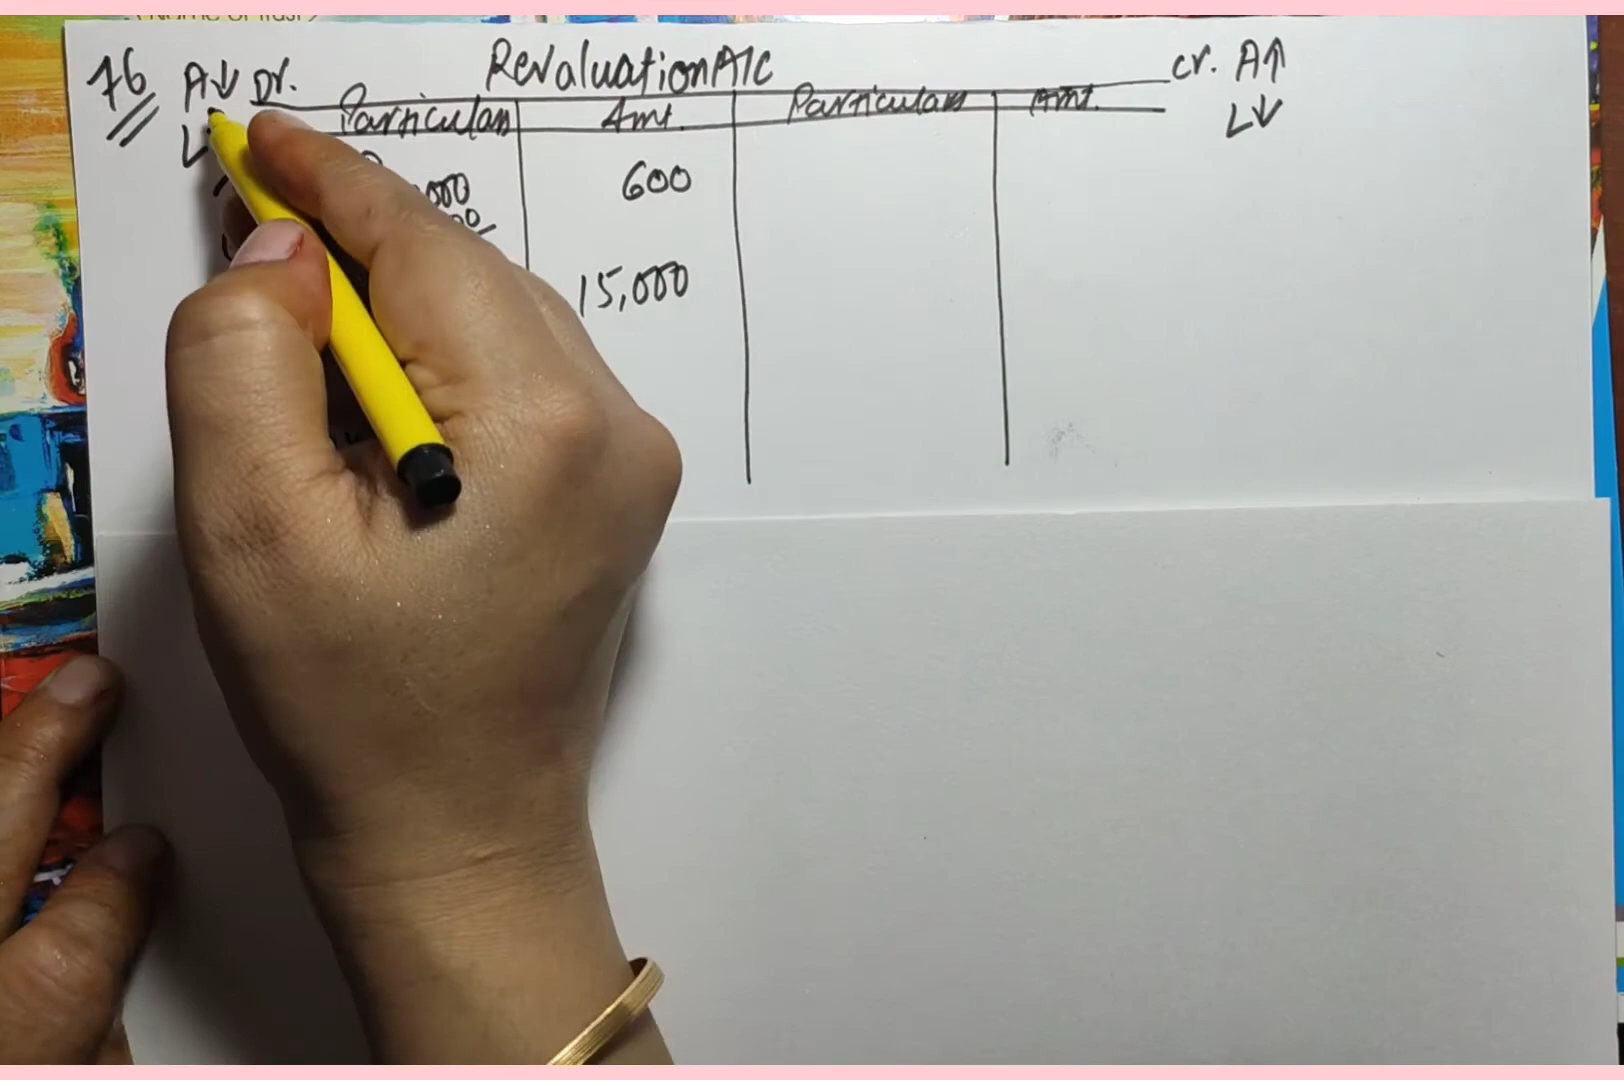 76 A↓ Dr. Revaluation A/c Cr. A↑
L L↓
Particulars Amt. Particulars Amt.
600
15,000